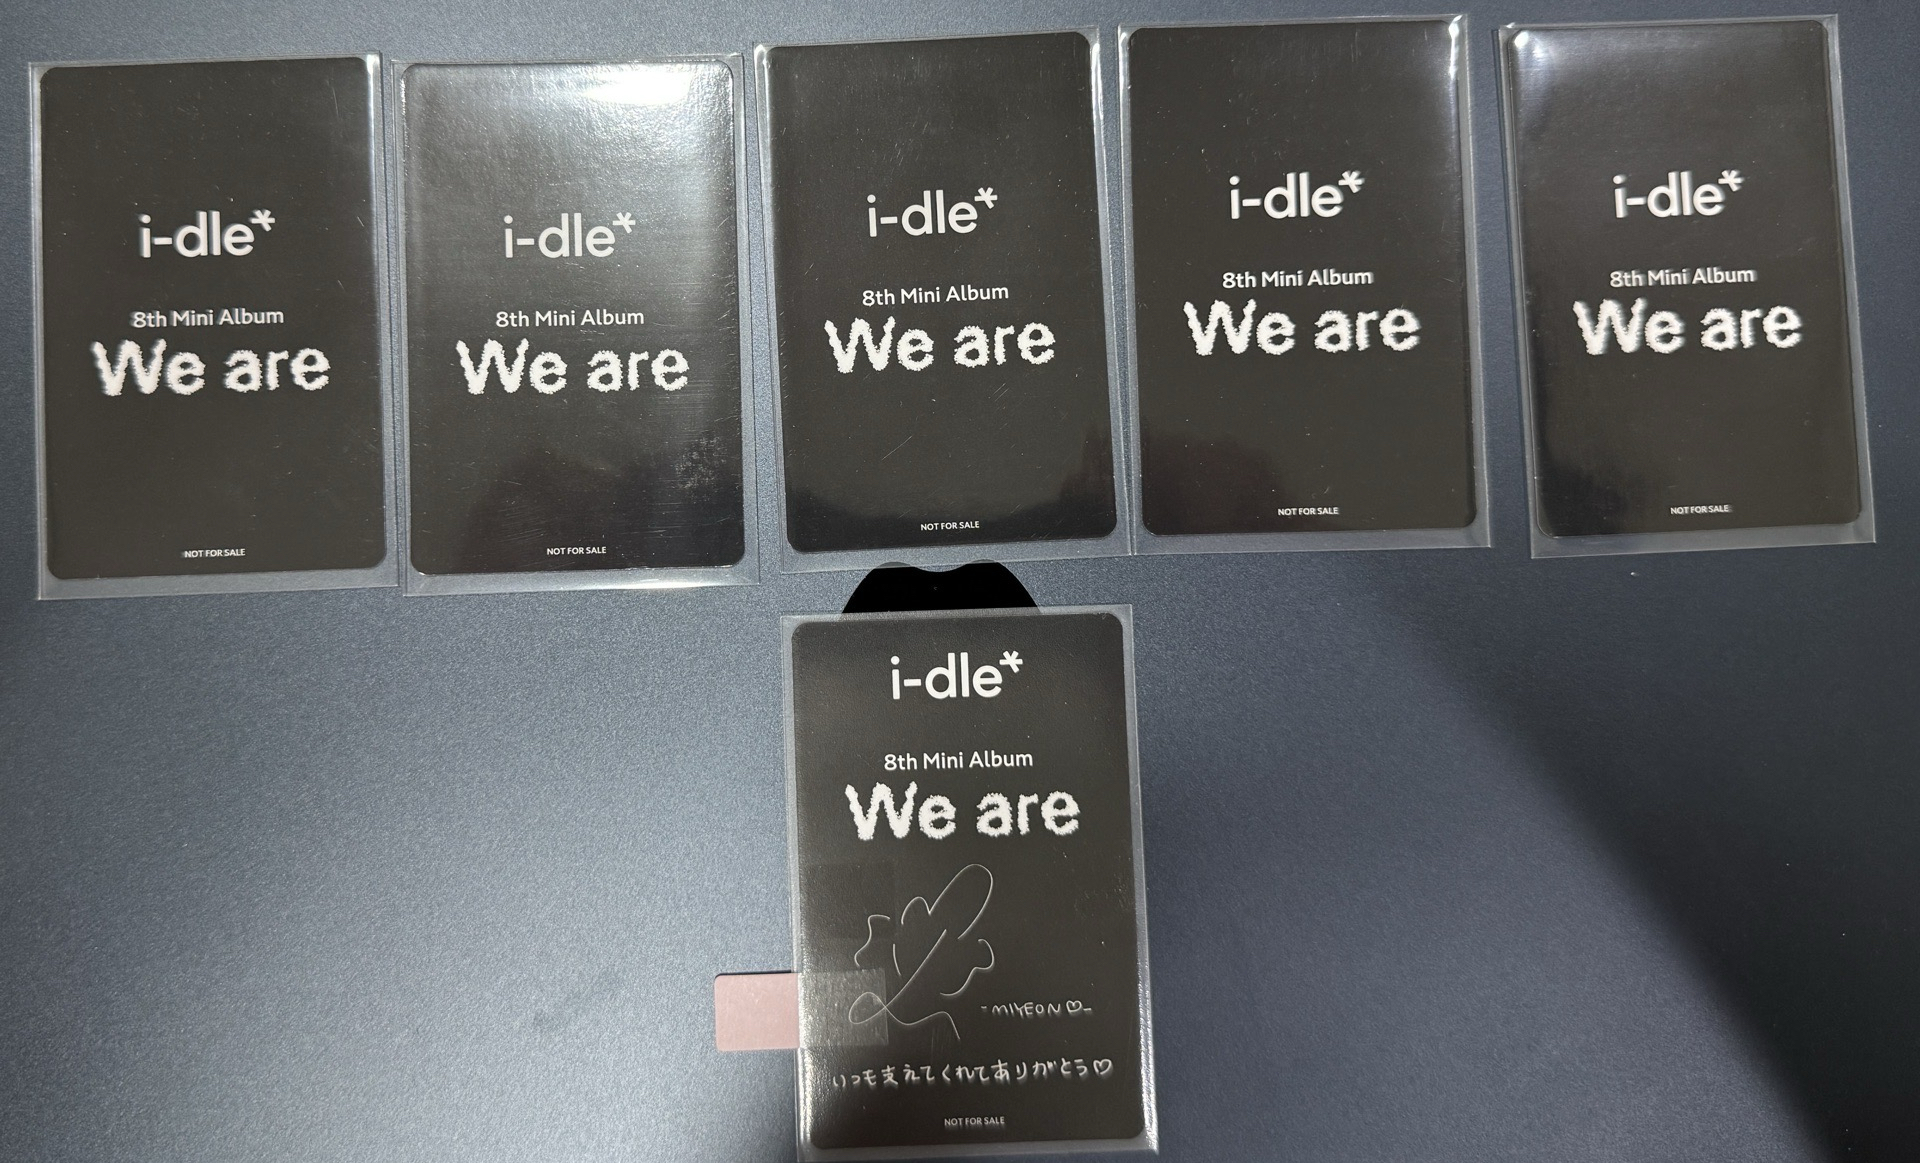 i-dle*
8th Mini Album
We are
NOT FOR SALE
i-dle*
8th Mini Album
We are
NOT FOR SALE
i-dle*
8th Mini Album
We are
NOT FOR SALE
i-dle*
8th Mini Album
We are
NOT FOR SALE
i-dle*
8th Mini Album
We are
NOT FOR SALE
i-dle*
8th Mini Album
We are
-MIYEON♡-
いつも支えてくれてありがとう♡
NOT FOR SALE